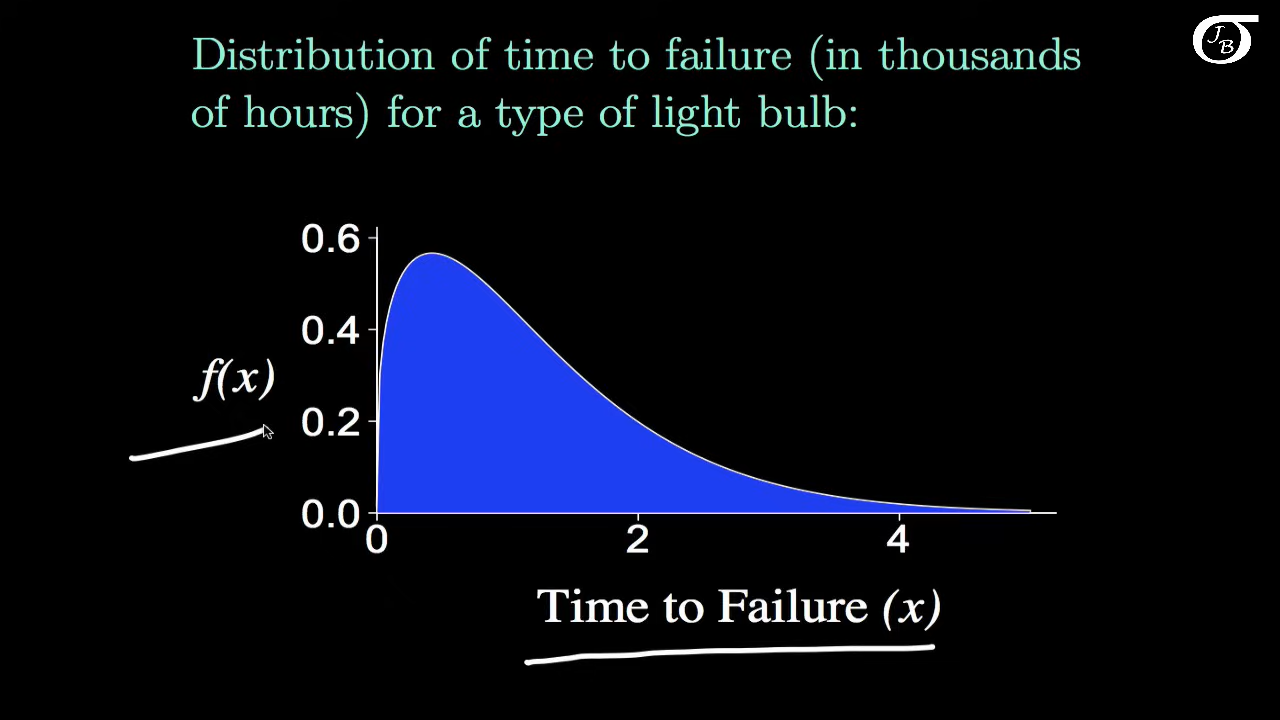 Distribution of time to failure (in thousands
of hours) for a type of light bulb:
JB
0.6
0.4
f(x)
0.2
0.0
0 2 4
Time to Failure (x)